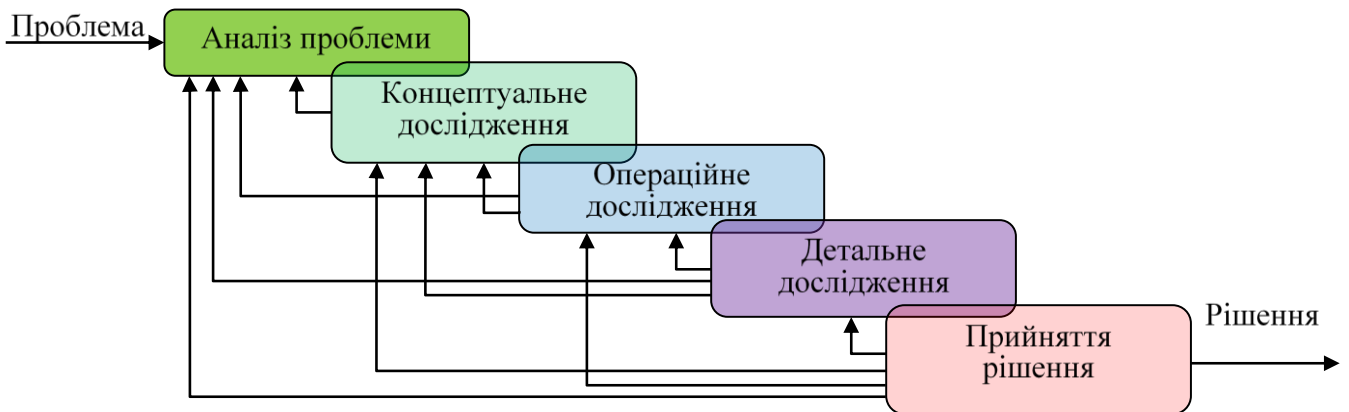 Проблема
Аналіз проблеми
Концептуальне
дослідження
Операційне
дослідження
Детальне
дослідження
Прийняття
рішення
Рішення